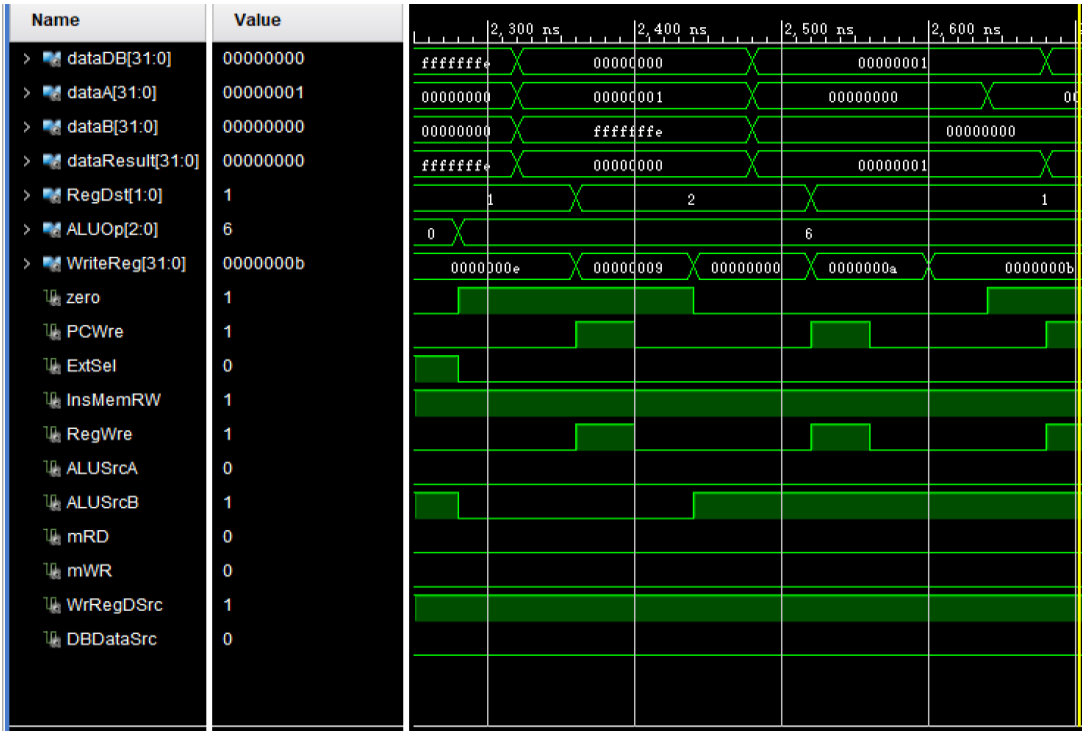 Name Value
2,300 ns 2,400 ns 2,500 ns 2,600 ns
> dataDB[31:0] 00000000 fffffffe 00000000 00000001
> dataA[31:0] 00000001 00000000 00000001 00000000 00
> dataB[31:0] 00000000 00000000 fffffffe 00000000
> dataResult[31:0] 00000000 fffffffe 00000000 00000001
> RegDst[1:0] 1 1 2 1
> ALUOp[2:0] 6 0 6
> WriteReg[31:0] 0000000b 0000000e 00000009 00000000 0000000a 0000000b
zero 1
PCWre 1
ExtSel 0
InsMemRW 1
RegWre 1
ALUSrcA 0
ALUSrcB 1
mRD 0
mWR 0
WrRegDSrc 1
DBDataSrc 0